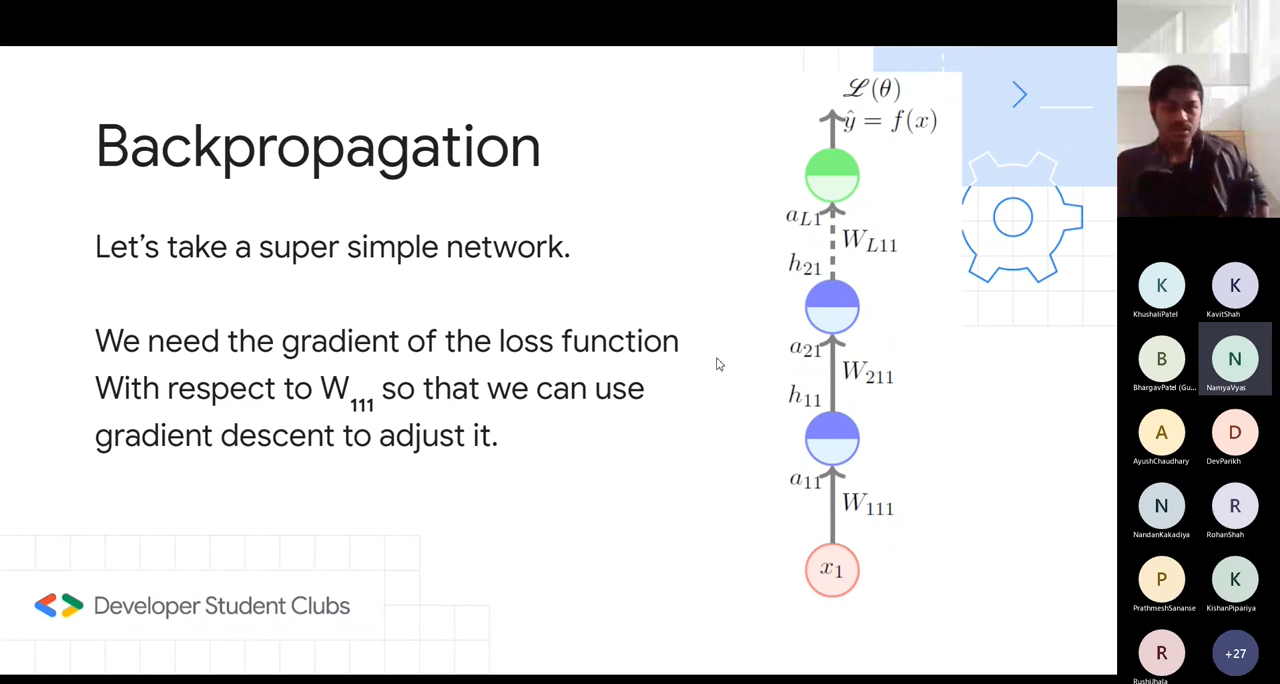 Backpropagation
Let's take a super simple network.
We need the gradient of the loss function
With respect to W111 so that we can use
gradient descent to adjust it.
Developer Student Clubs
ℒ(θ)
ŷ = f(x)
aL1
WL11
h21
a21
W211
h11
a11
W111
x1
K
KhushaliPatel
K
KavitShah
B
BhargavPatel (Gu...
N
NamyaVyas
A
AyushChaudhary
D
DevParikh
N
NandanKakadiya
R
RohanShah
P
PrathmeshSananse
K
KishanPipariya
R
RushiJhala
+27